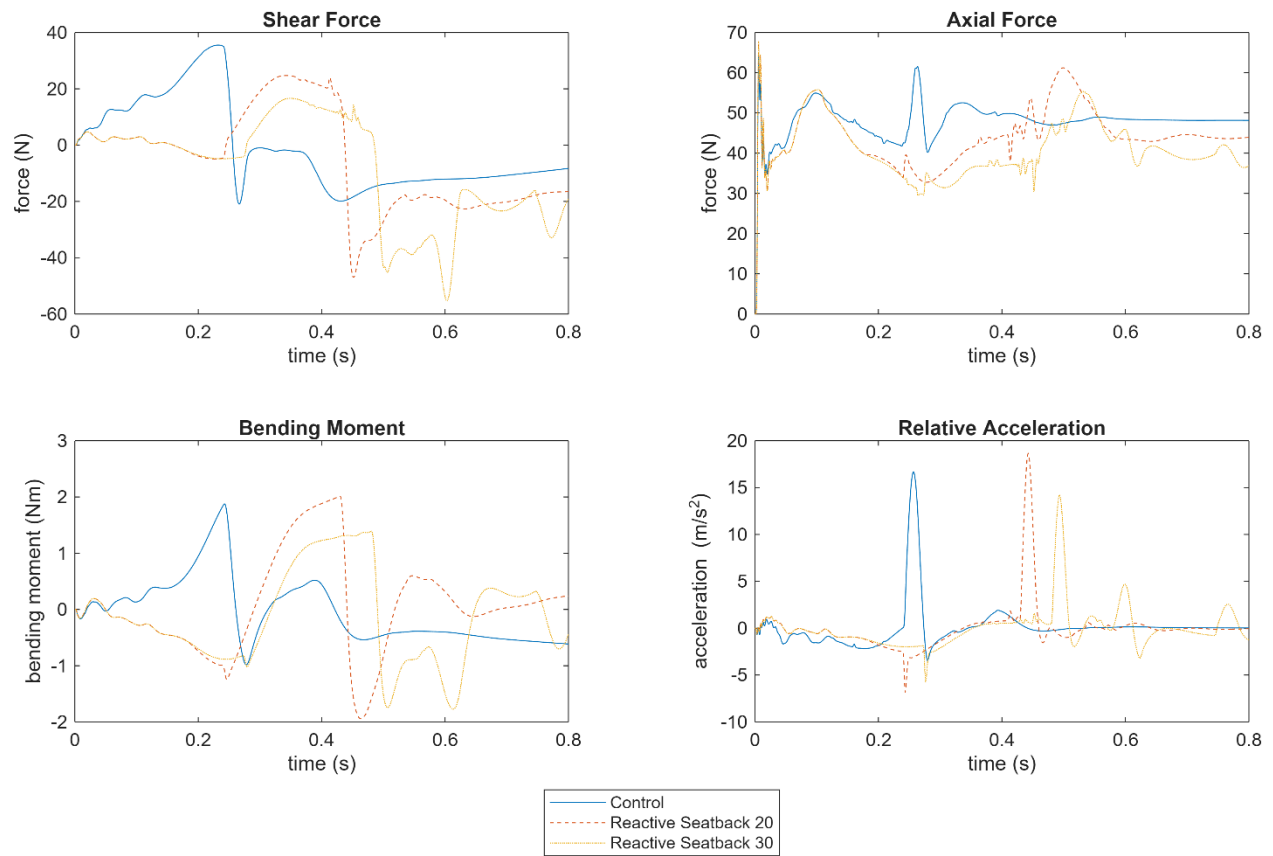 Shear Force
40
20
0
-20
-40
-60
force (N)
0 0.2 0.4 0.6 0.8
time (s)
Axial Force
70
60
50
40
30
20
10
0
force (N)
0 0.2 0.4 0.6 0.8
time (s)
Bending Moment
3
2
1
0
-1
-2
bending moment (Nm)
0 0.2 0.4 0.6 0.8
time (s)
Relative Acceleration
20
15
10
5
0
-5
-10
acceleration (m/s²)
0 0.2 0.4 0.6 0.8
time (s)
Control
Reactive Seatback 20
Reactive Seatback 30